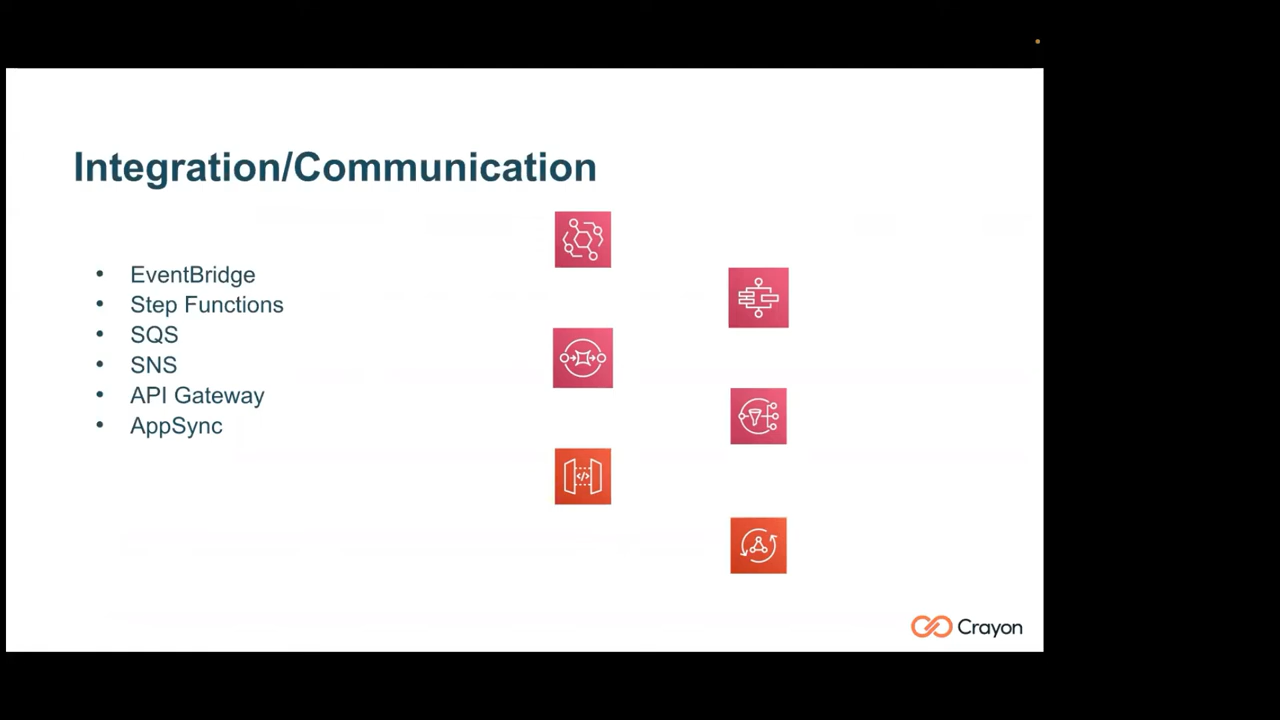 Integration/Communication
• EventBridge
• Step Functions
• SQS
• SNS
• API Gateway
• AppSync
</>
Crayon